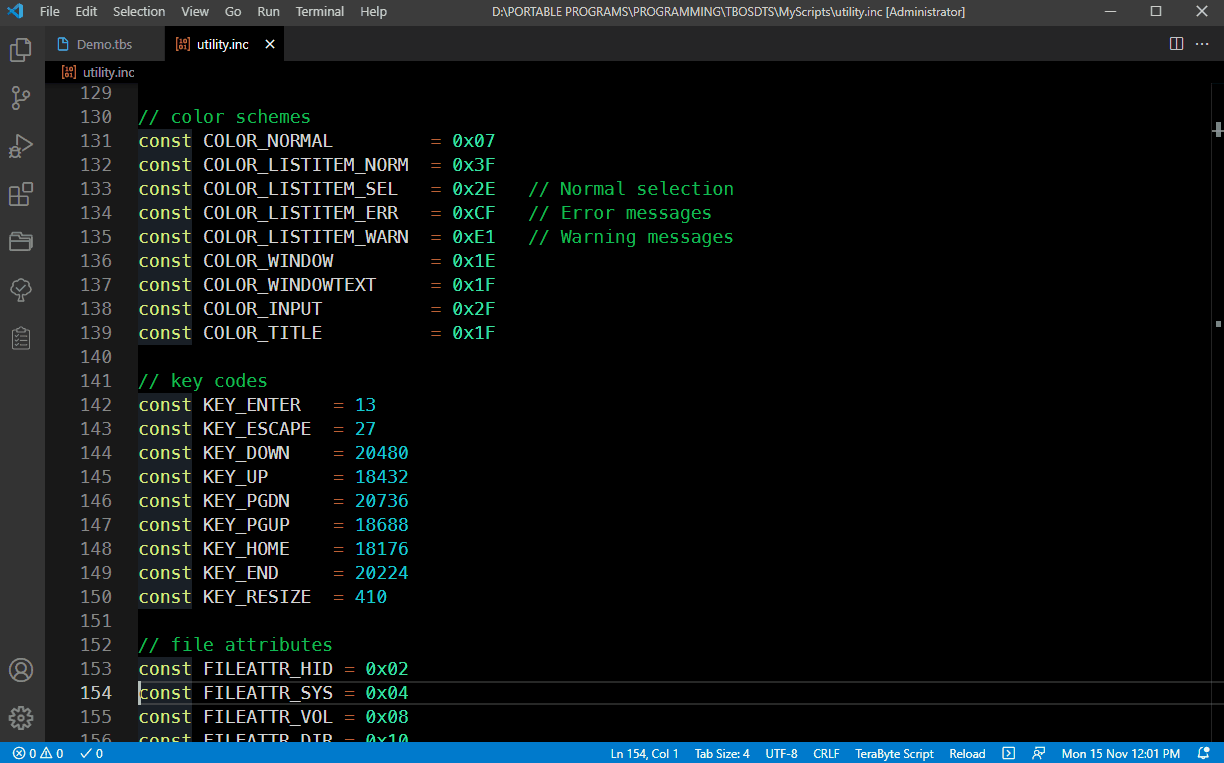 File Edit Selection View Go Run Terminal Help D:\PORTABLE PROGRAMS\PROGRAMMING\TBOSDTS\MyScripts\utility.inc [Administrator]
Demo.tbs utility.inc
utility.inc
129
130 // color schemes
131 const COLOR_NORMAL = 0x07
132 const COLOR_LISTITEM_NORM = 0x3F
133 const COLOR_LISTITEM_SEL = 0x2E // Normal selection
134 const COLOR_LISTITEM_ERR = 0xCF // Error messages
135 const COLOR_LISTITEM_WARN = 0xE1 // Warning messages
136 const COLOR_WINDOW = 0x1E
137 const COLOR_WINDOWTEXT = 0x1F
138 const COLOR_INPUT = 0x2F
139 const COLOR_TITLE = 0x1F
140
141 // key codes
142 const KEY_ENTER = 13
143 const KEY_ESCAPE = 27
144 const KEY_DOWN = 20480
145 const KEY_UP = 18432
146 const KEY_PGDN = 20736
147 const KEY_PGUP = 18688
148 const KEY_HOME = 18176
149 const KEY_END = 20224
150 const KEY_RESIZE = 410
151
152 // file attributes
153 const FILEATTR_HID = 0x02
154 const FILEATTR_SYS = 0x04
155 const FILEATTR_VOL = 0x08
156 const FILEATTR_DIR = 0x10
0 0 0 Ln 154, Col 1 Tab Size: 4 UTF-8 CRLF TeraByte Script Reload Mon 15 Nov 12:01 PM